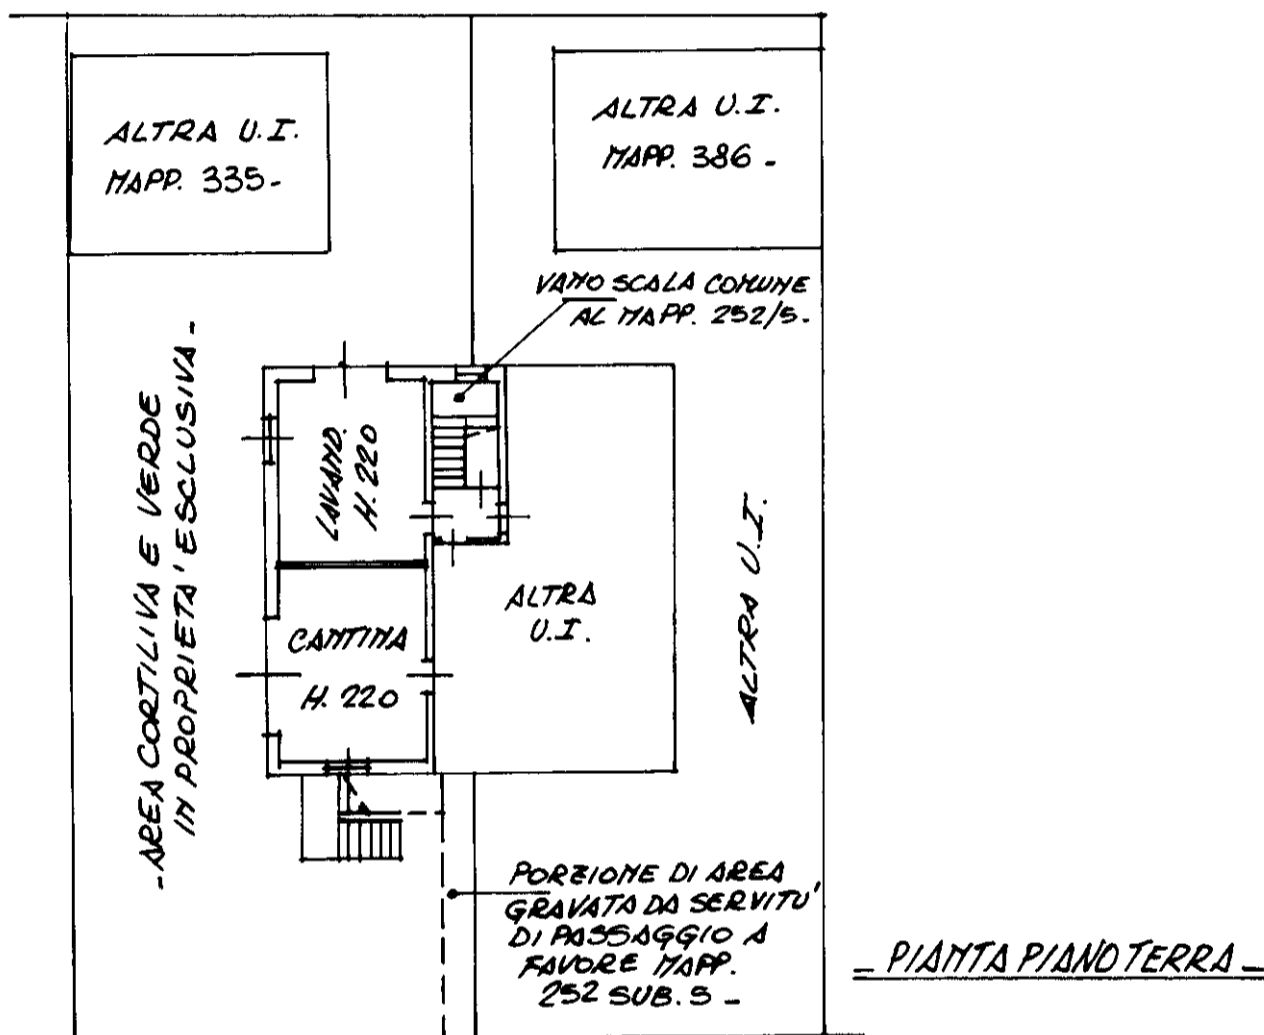 ALTRA U.I.
MAPP. 335-
ALTRA U.I.
MAPP. 386-
VANO SCALA COMUNE
AL MAPP. 252/5-
-AREA CORTILIVA E VERDE
IN PROPRIETA' ESCLUSIVA-
LAVAND.
H. 220
CANTINA
H. 220
ALTRA
U.I.
ALTRA U.I.
PORZIONE DI AREA
GRAVATA DA SERVITU'
DI PASSAGGIO A
FAVORE MAPP.
252 SUB. 5-
- PIANTA PIANO TERRA -